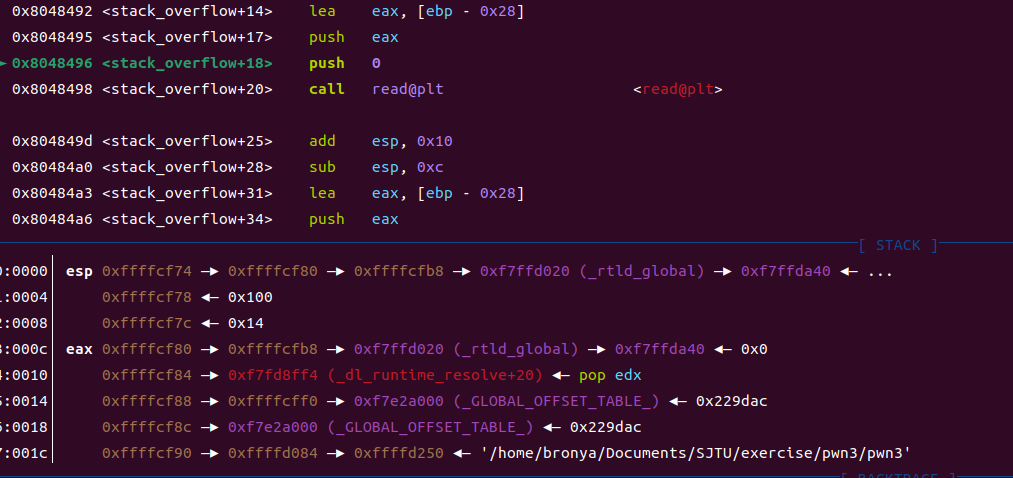 0x8048492 <stack_overflow+14> lea eax, [ebp - 0x28]
0x8048495 <stack_overflow+17> push eax
► 0x8048496 <stack_overflow+18> push 0
0x8048498 <stack_overflow+20> call read@plt <read@plt>
0x804849d <stack_overflow+25> add esp, 0x10
0x80484a0 <stack_overflow+28> sub esp, 0xc
0x80484a3 <stack_overflow+31> lea eax, [ebp - 0x28]
0x80484a6 <stack_overflow+34> push eax
[ STACK ]
0:0000│ esp 0xffffcf74 —▸ 0xffffcf80 —▸ 0xffffcfb8 —▸ 0xf7ffd020 (_rtld_global) —▸ 0xf7ffda40 ◂— ...
1:0004│ 0xffffcf78 ◂— 0x100
2:0008│ 0xffffcf7c ◂— 0x14
3:000c│ eax 0xffffcf80 —▸ 0xffffcfb8 —▸ 0xf7ffd020 (_rtld_global) —▸ 0xf7ffda40 ◂— 0x0
4:0010│ 0xffffcf84 —▸ 0xf7fd8ff4 (_dl_runtime_resolve+20) ◂— pop edx
5:0014│ 0xffffcf88 —▸ 0xffffcff0 —▸ 0xf7e2a000 (_GLOBAL_OFFSET_TABLE_) ◂— 0x229dac
6:0018│ 0xffffcf8c —▸ 0xf7e2a000 (_GLOBAL_OFFSET_TABLE_) ◂— 0x229dac
7:001c│ 0xffffcf90 —▸ 0xffffd084 —▸ 0xffffd250 ◂— '/home/bronya/Documents/SJTU/exercise/pwn3/pwn3'
[ BACKTRACE ]